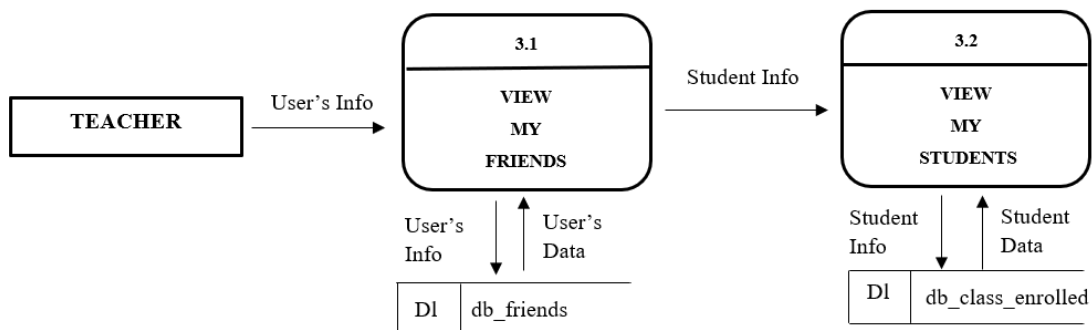 TEACHER
User's Info
3.1
VIEW
MY
FRIENDS
Student Info
3.2
VIEW
MY
STUDENTS
User's
Info
User's
Data
Student
Info
Student
Data
Dl
db_friends
Dl
db_class_enrolled